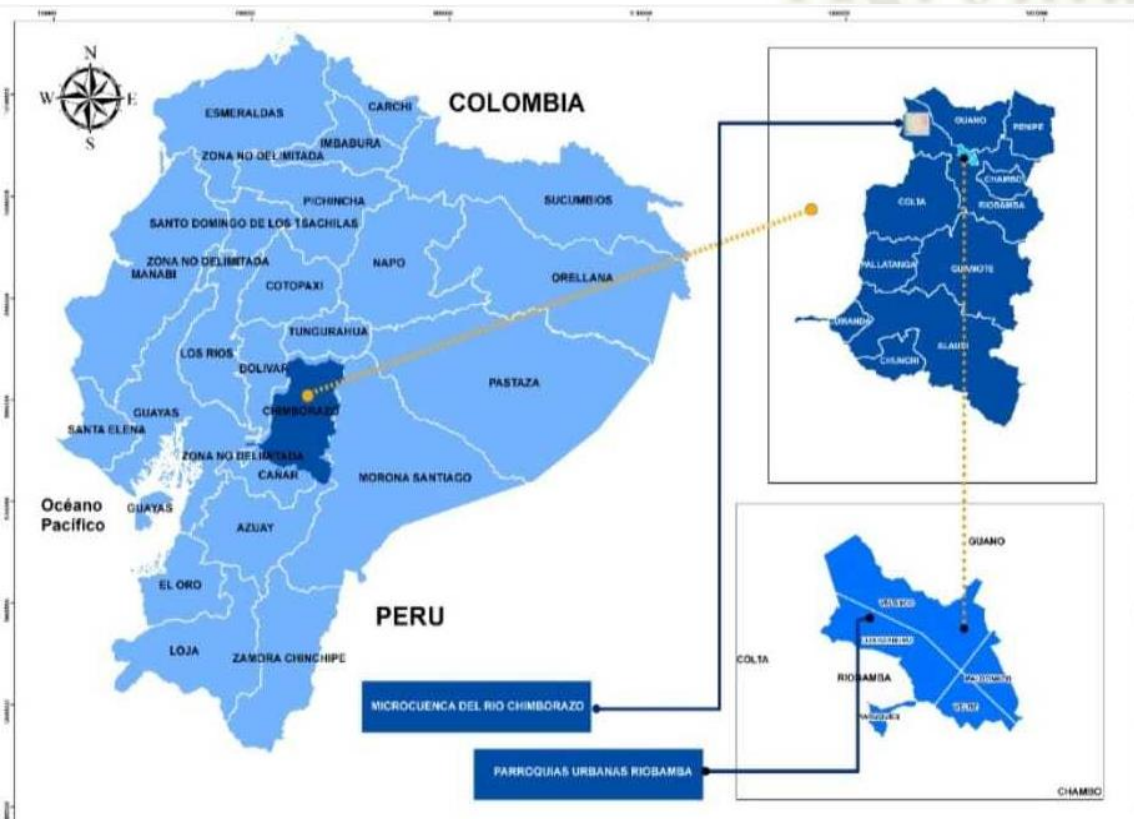 N
W E
S
COLOMBIA
ESMERALDAS
CARCHI
IMBABURA
ZONA NO DELIMITADA
PICHINCHA
SUCUMBIOS
SANTO DOMINGO DE LOS TSACHILAS
ZONA NO DELIMITADA
MANABI
NAPO
ORELLANA
COTOPAXI
TUNGURAHUA
LOS RIOS
BOLIVAR
PASTAZA
CHIMBORAZO
GUAYAS
SANTA ELENA
ZONA NO DELIMITADA
CAÑAR
MORONA SANTIAGO
Océano
Pacífico
GUAYAS
AZUAY
EL ORO
PERU
LOJA
ZAMORA CHINCHIPE
MICROCUENCA DEL RIO CHIMBORAZO
PARROQUIAS URBANAS RIOBAMBA
GUANO
PENIPE
CHAMBO
COLTA
RIOBAMBA
PALLATANGA
GUAMOTE
CUMANDA
ALAUSI
CHUNCHI
GUANO
VELASCO
COLTA
RIOBAMBA
VELOZ
CHAMBO